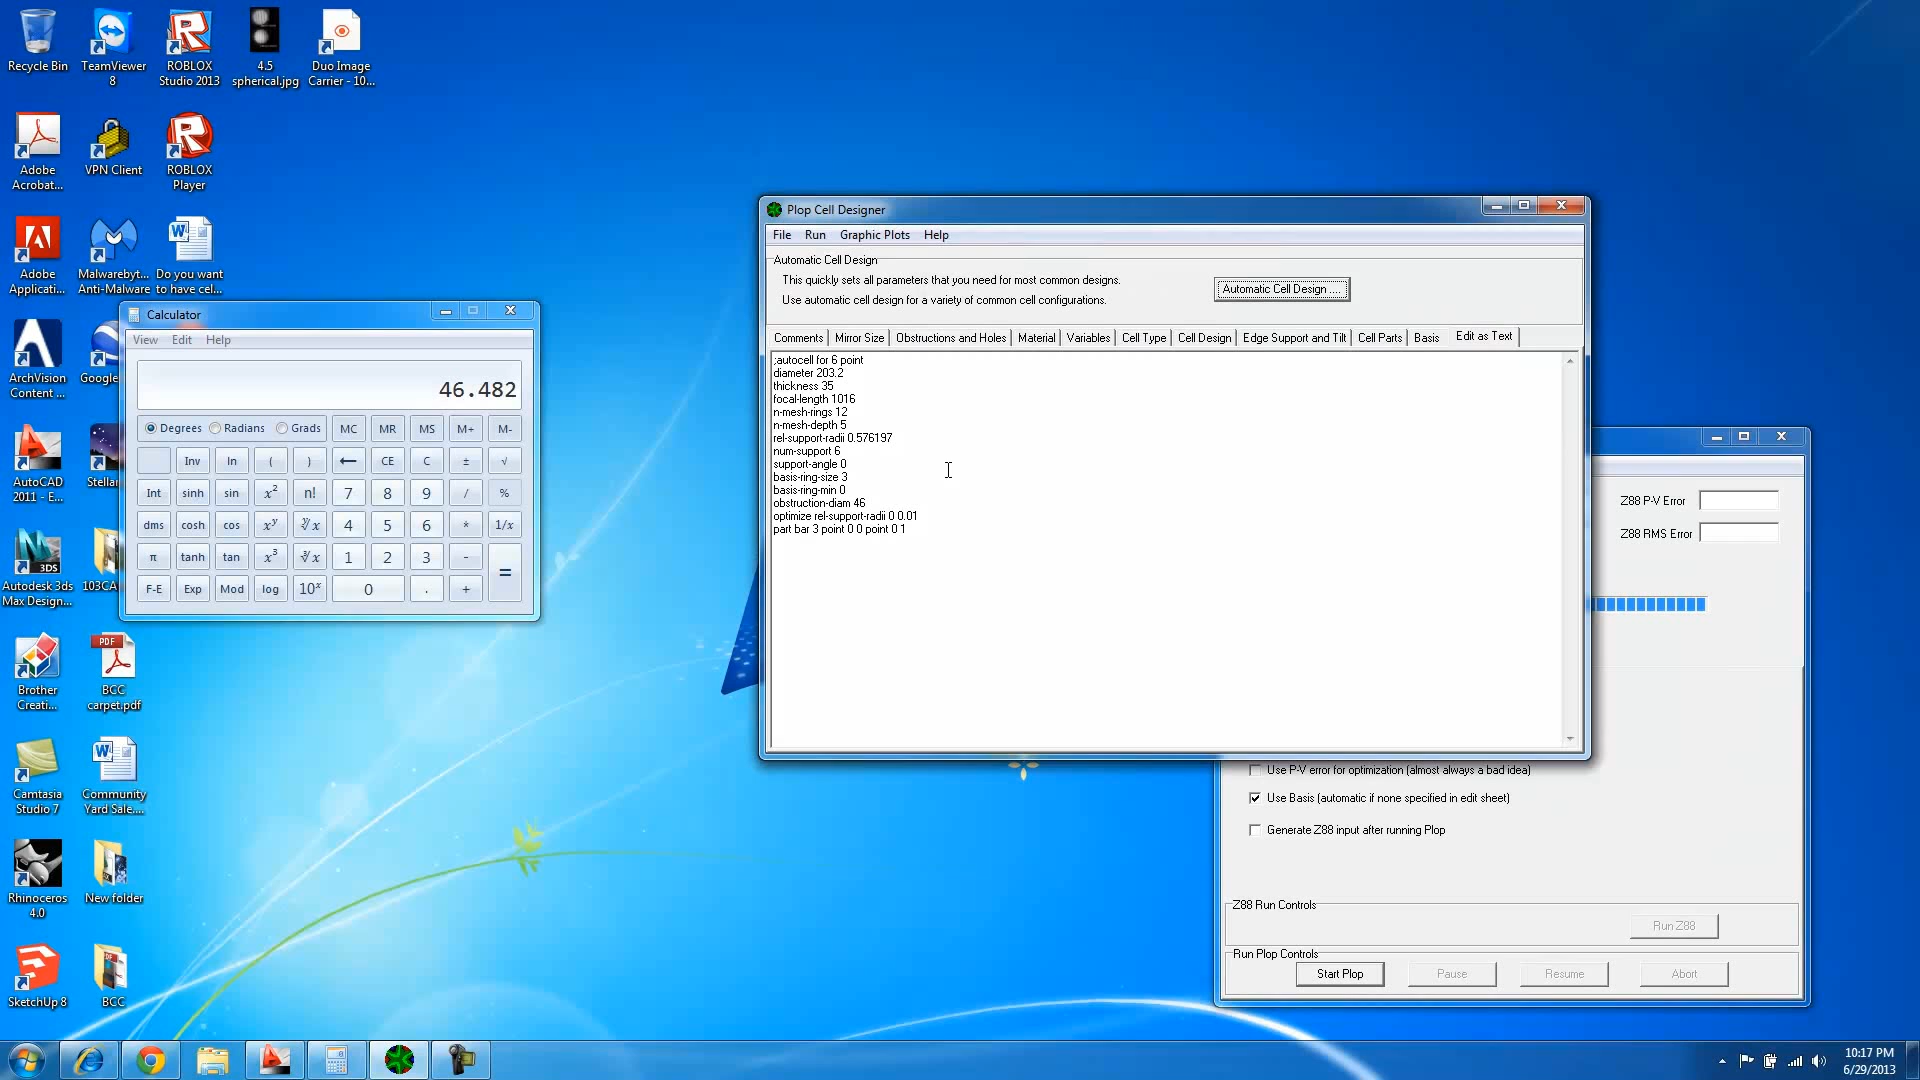 Recycle Bin
TeamViewer 8
ROBLOX Studio 2013
4.5 spherical.jpg
Duo Image Carrier - 10...
Adobe Acrobat...
VPN Client
ROBLOX Player
Adobe Applicati...
Malwarebyt... Anti-Malware
Do you want to have cel...
ArchVision Content ...
Google
AutoCAD 2011 - E...
Stellar
Autodesk 3ds Max Design...
103CA
Brother Creati...
BCC carpet.pdf
Camtasia Studio 7
Community Yard Sale....
Rhinoceros 4.0
New folder
SketchUp 8
BCC
Calculator
View Edit Help
46.482
Degrees Radians Grads MC MR MS M+ M-
Inv ln ( ) ← CE C ± √
Int sinh sin x² n! 7 8 9 / %
dms cosh cos xʸ ʸ√x 4 5 6 * 1/x
π tanh tan x³ ³√x 1 2 3 - =
F-E Exp Mod log 10ˣ 0 . +
Plop Cell Designer
File Run Graphic Plots Help
Automatic Cell Design
This quickly sets all parameters that you need for most common designs.
Use automatic cell design for a variety of common cell configurations.
Automatic Cell Design ....
Comments Mirror Size Obstructions and Holes Material Variables Cell Type Cell Design Edge Support and Tilt Cell Parts Basis Edit as Text
;autocell for 6 point
diameter 203.2
thickness 35
focal-length 1016
n-mesh-rings 12
n-mesh-depth 5
rel-support-radii 0.576197
num-support 6
support-angle 0
basis-ring-size 3
basis-ring-min 0
obstruction-diam 46
optimize rel-support-radii 0 0.01
part bar 3 point 0 0 point 0 1
Z88 P-V Error
Z88 RMS Error
Use P-V error for optimization (almost always a bad idea)
Use Basis (automatic if none specified in edit sheet)
Generate Z88 input after running Plop
Z88 Run Controls
Run Z88
Run Plop Controls
Start Plop Pause Resume Abort
10:17 PM
6/29/2013